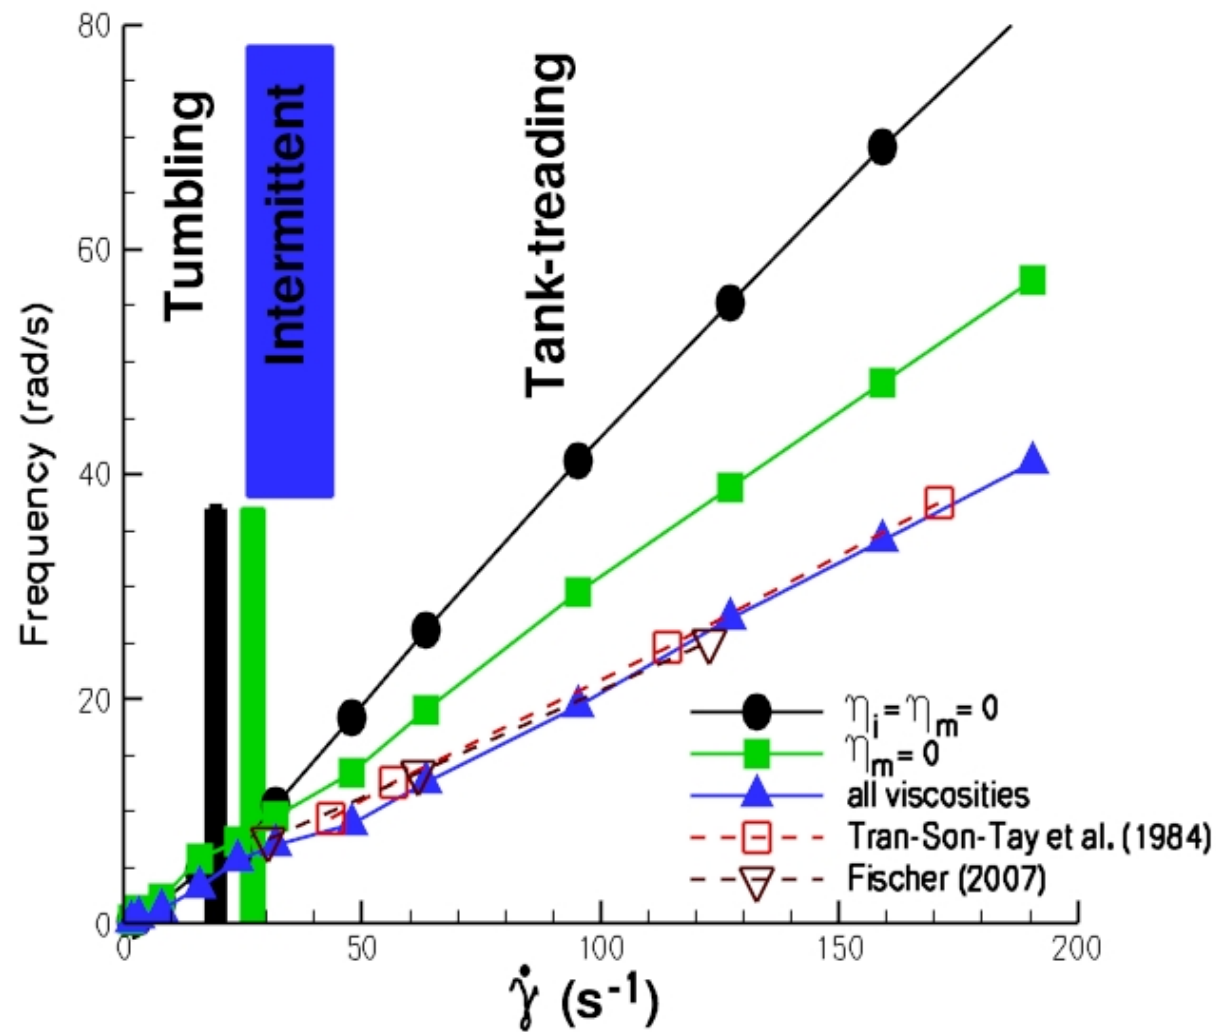 80
60
40
20
0
Frequency (rad/s)
Tumbling
Intermittent
Tank-treading
ηi = ηm = 0
ηm = 0
all viscosities
Tran-Son-Tay et al. (1984)
Fischer (2007)
0 50 100 150 200
γ̇ (s-1)